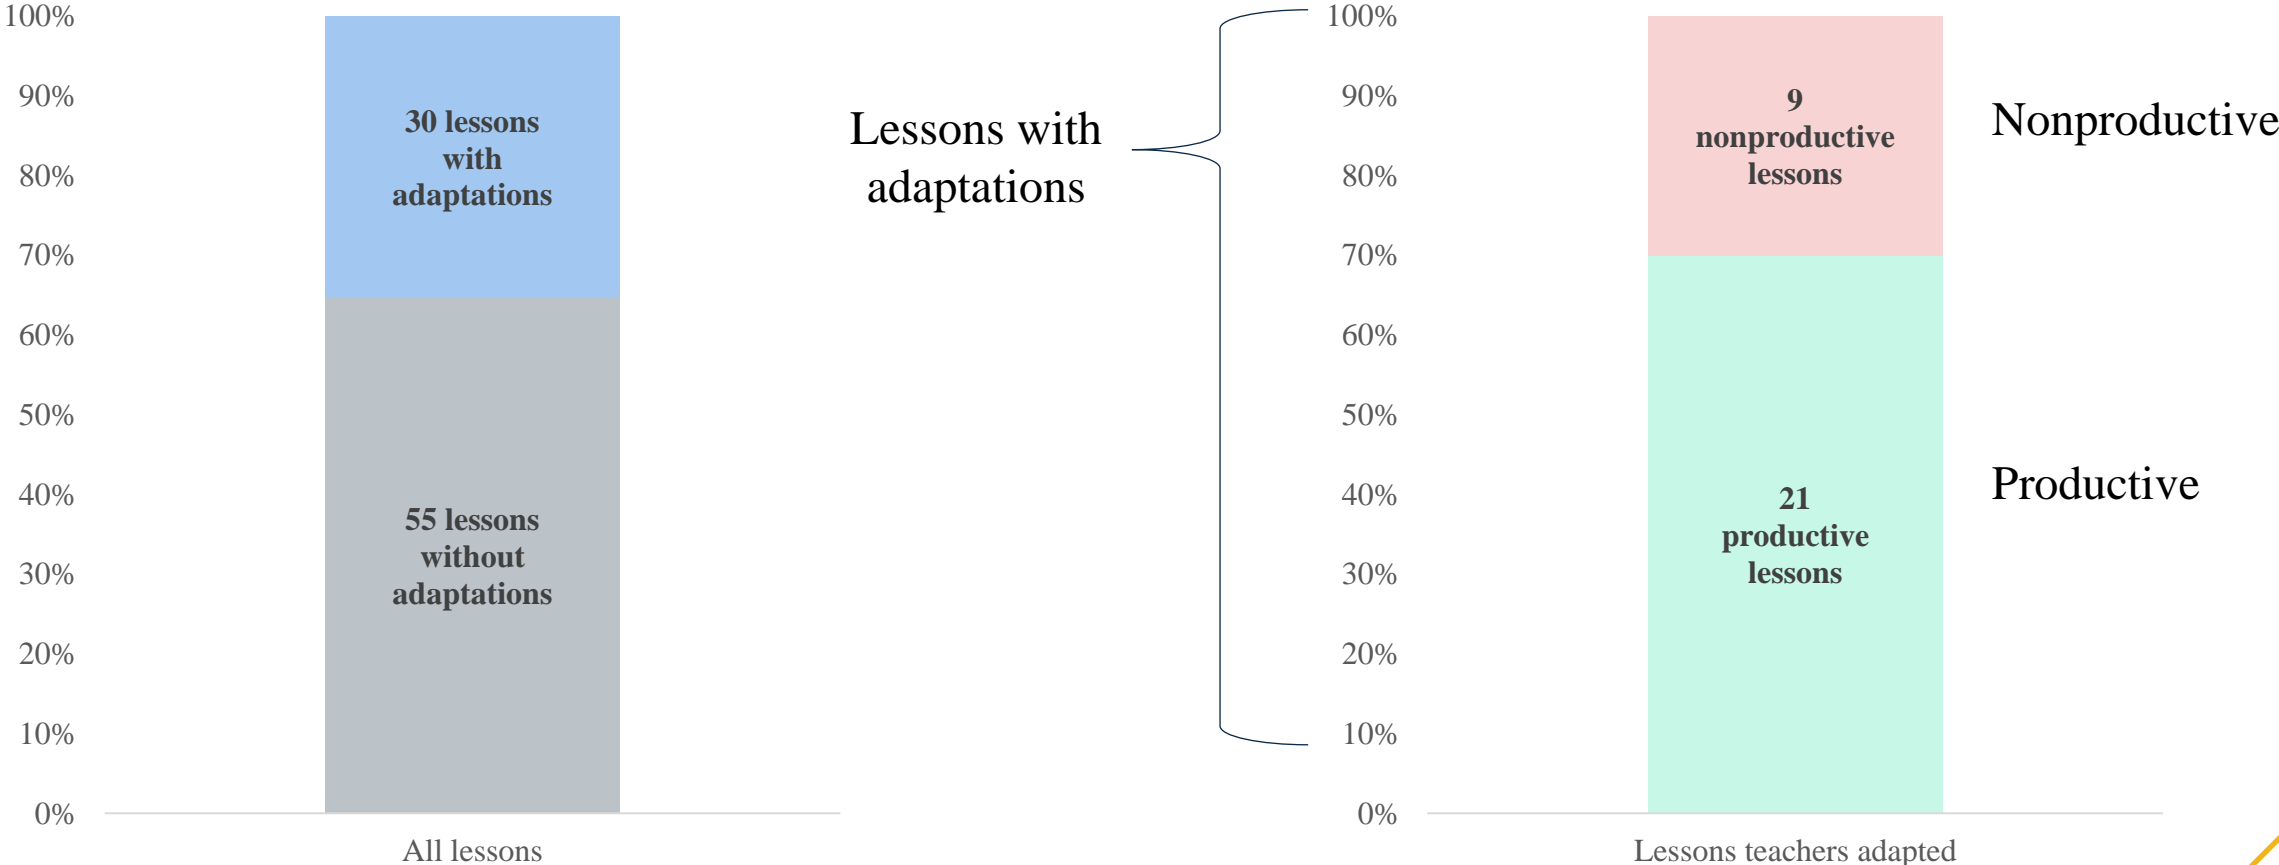 100%
90%
80%
70%
60%
50%
40%
30%
20%
10%
0%
30 lessons
with
adaptations
55 lessons
without
adaptations
All lessons
Lessons with
adaptations
100%
90%
80%
70%
60%
50%
40%
30%
20%
10%
0%
9
nonproductive
lessons
21
productive
lessons
Lessons teachers adapted
Nonproductive
Productive